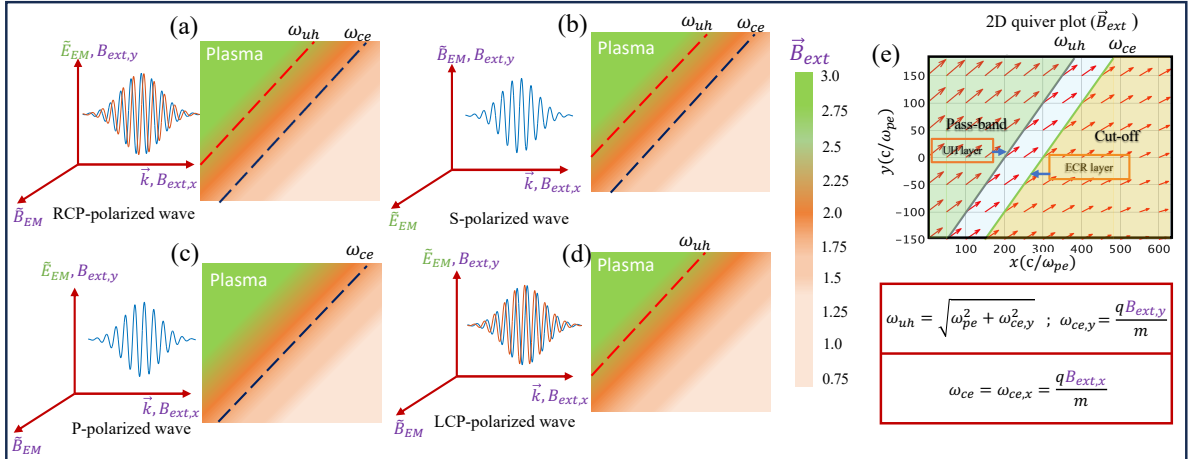 (a)
ω_uh
ω_ce
Ẽ_EM, B_ext,y
Plasma
k⃗, B_ext,x
B̃_EM
RCP-polarized wave
(b)
ω_uh
ω_ce
B̃_EM, B_ext,y
Plasma
k⃗, B_ext,x
Ẽ_EM
S-polarized wave
(c)
ω_ce
Ẽ_EM, B_ext,y
Plasma
k⃗, B_ext,x
B̃_EM
P-polarized wave
(d)
ω_uh
Ẽ_EM, B_ext,y
Plasma
k⃗, B_ext,x
B̃_EM
LCP-polarized wave
B⃗_ext
3.0
2.75
2.5
2.25
2.0
1.75
1.5
1.25
1.0
0.75
2D quiver plot (B⃗_ext)
(e)
ω_uh
ω_ce
y(c/ω_pe)
150
100
50
0
−50
−100
−150
Pass-band
Cut-off
UH layer
ECR layer
100 200 300 400 500 600
x(c/ω_pe)
ω_uh = √(ω_pe^2 + ω_ce,y^2) ; ω_ce,y = qB_ext,y/m
ω_ce = ω_ce,x = qB_ext,x/m